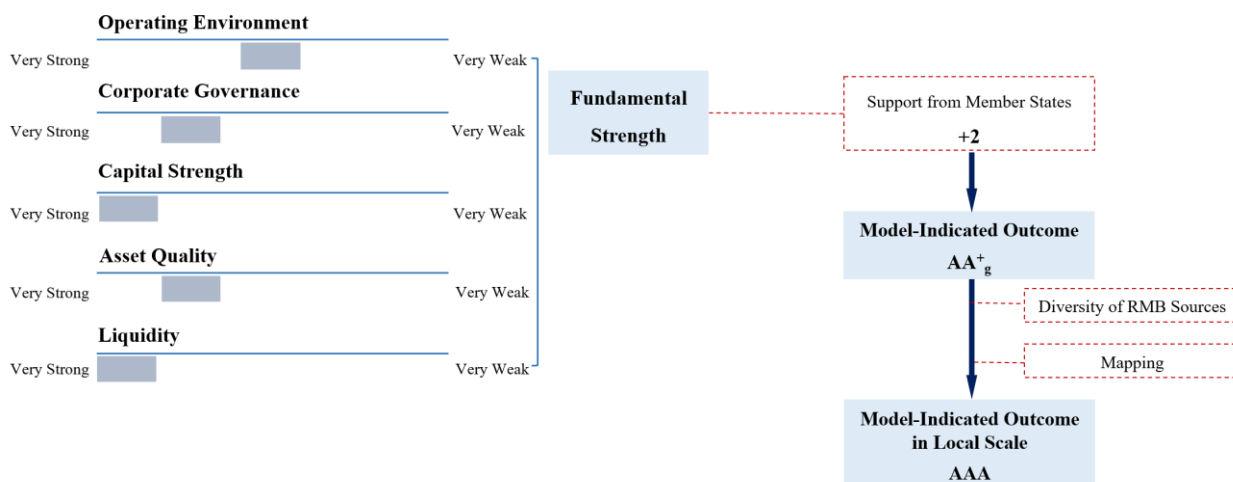 Operating Environment
Very Strong
Very Weak
Corporate Governance
Very Strong
Very Weak
Capital Strength
Very Strong
Very Weak
Asset Quality
Very Strong
Very Weak
Liquidity
Very Strong
Very Weak
Fundamental
Strength
Support from Member States
+2
Model-Indicated Outcome
AA⁺g
Diversity of RMB Sources
Mapping
Model-Indicated Outcome
in Local Scale
AAA